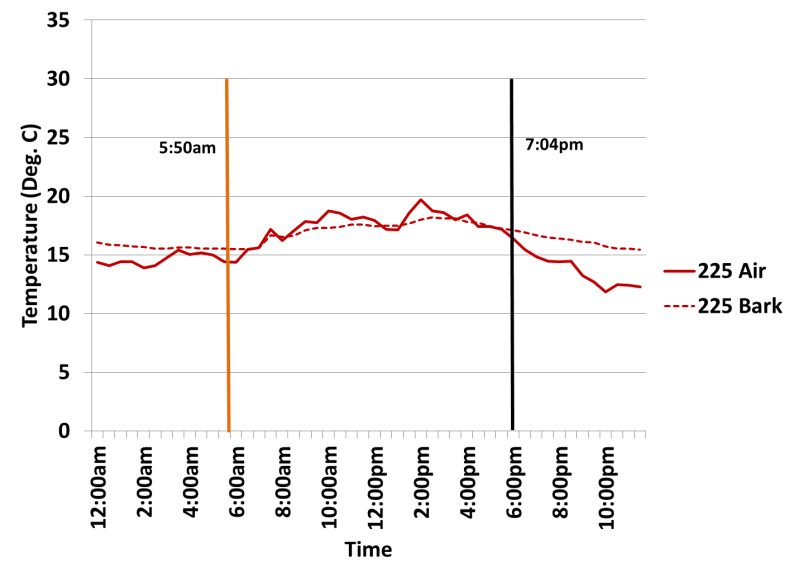 35
30
25
20
15
10
5
0
Temperature (Deg. C)
5:50am
7:04pm
225 Air
225 Bark
12:00am
2:00am
4:00am
6:00am
8:00am
10:00am
12:00pm
2:00pm
4:00pm
6:00pm
10:00pm
Time